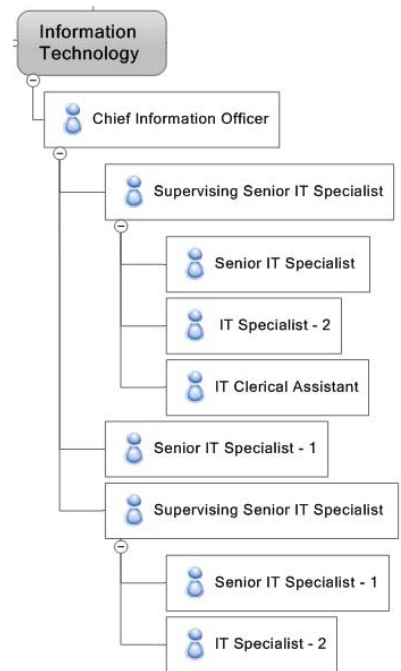 Information
Technology
Chief Information Officer
Supervising Senior IT Specialist
Senior IT Specialist
IT Specialist - 2
IT Clerical Assistant
Senior IT Specialist - 1
Supervising Senior IT Specialist
Senior IT Specialist - 1
IT Specialist - 2